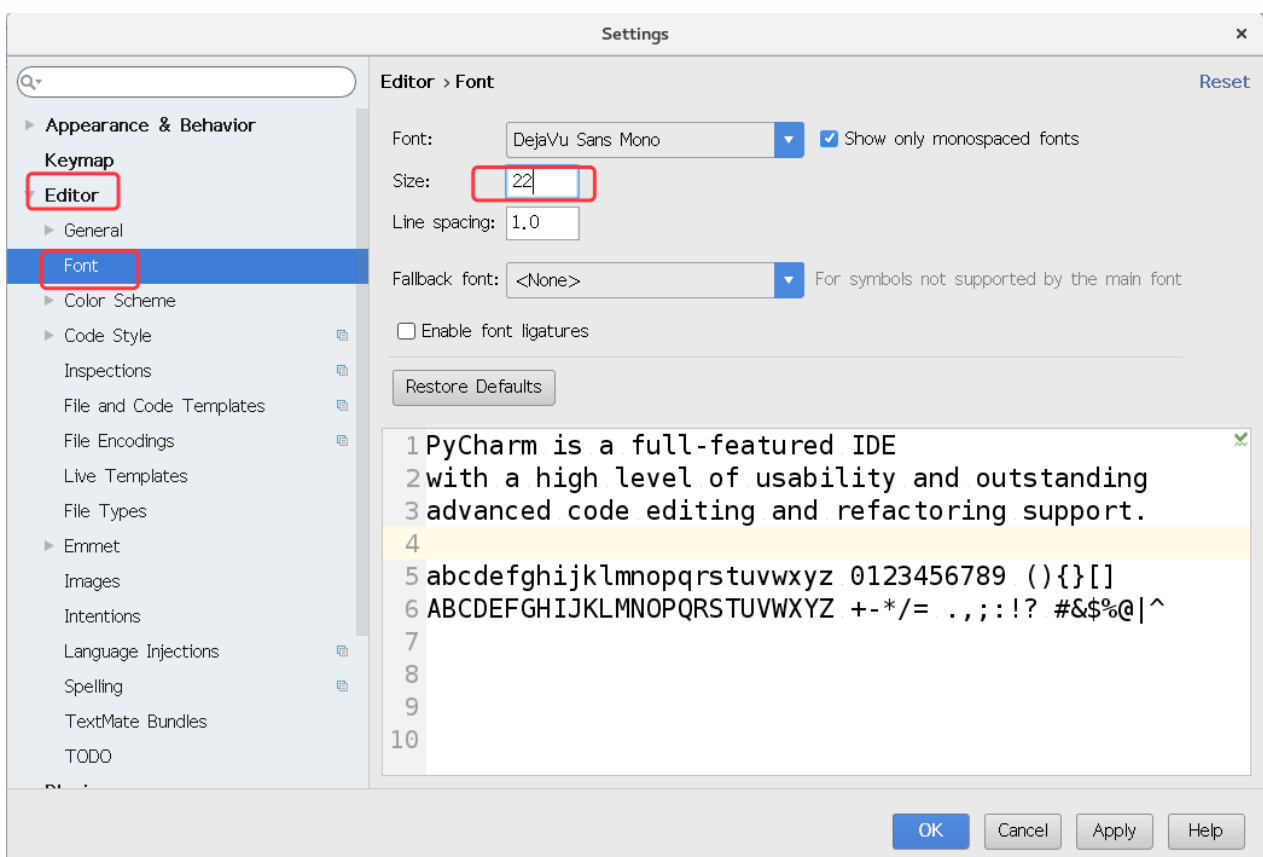 Settings
Editor › Font
Reset
Appearance & Behavior
Keymap
Editor
General
Font
Color Scheme
Code Style
Inspections
File and Code Templates
File Encodings
Live Templates
File Types
Emmet
Images
Intentions
Language Injections
Spelling
TextMate Bundles
TODO
Font: DejaVu Sans Mono Show only monospaced fonts
Size: 22
Line spacing: 1.0
Fallback font: <None> For symbols not supported by the main font
Enable font ligatures
Restore Defaults
1 PyCharm is a full-featured IDE
2 with a high level of usability and outstanding
3 advanced code editing and refactoring support.
4
5 abcdefghijklmnopqrstuvwxyz 0123456789 (){}[]
6 ABCDEFGHIJKLMNOPQRSTUVWXYZ +-*/= .,;:!? #&$%@|^
7
8
9
10
OK Cancel Apply Help